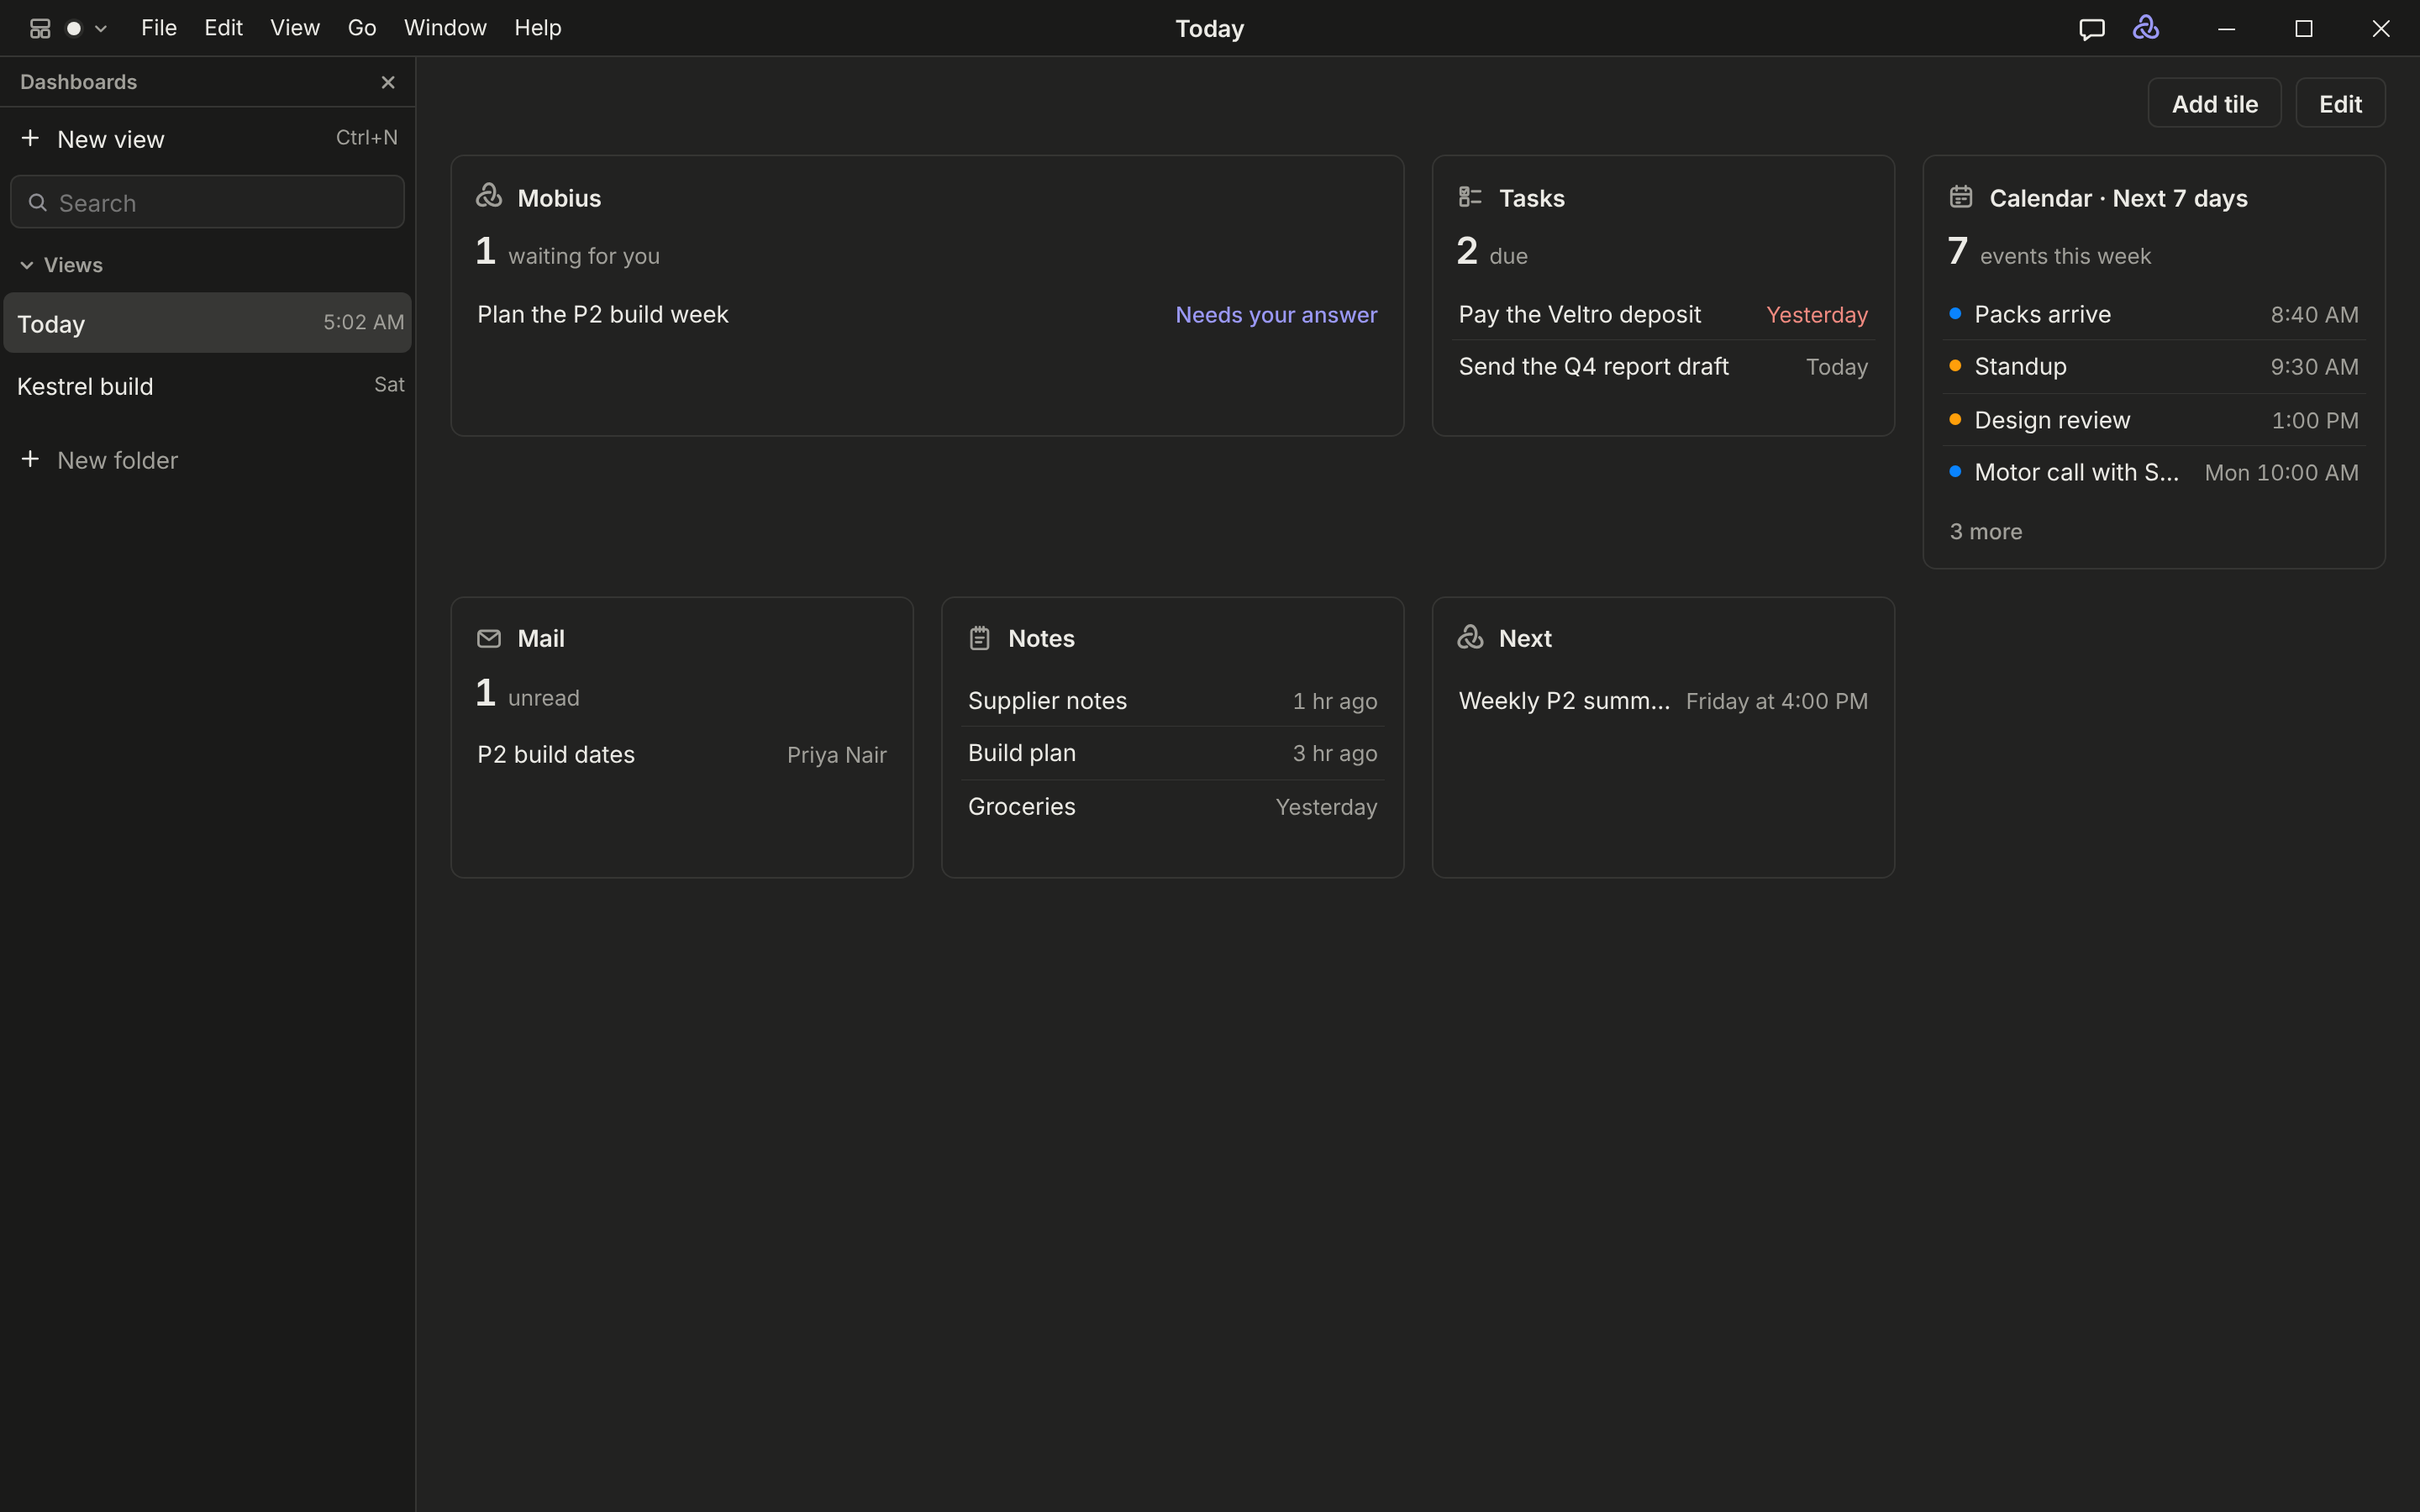 File Edit View Go Window Help
Today
Dashboards
New view Ctrl+N
Search
Views
Today 5:02 AM
Kestrel build Sat
New folder
Add tile Edit
Mobius
1 waiting for you
Plan the P2 build week Needs your answer
Tasks
2 due
Pay the Veltro deposit Yesterday
Send the Q4 report draft Today
Calendar · Next 7 days
7 events this week
Packs arrive 8:40 AM
Standup 9:30 AM
Design review 1:00 PM
Motor call with S... Mon 10:00 AM
3 more
Mail
1 unread
P2 build dates Priya Nair
Notes
Supplier notes 1 hr ago
Build plan 3 hr ago
Groceries Yesterday
Next
Weekly P2 summ... Friday at 4:00 PM